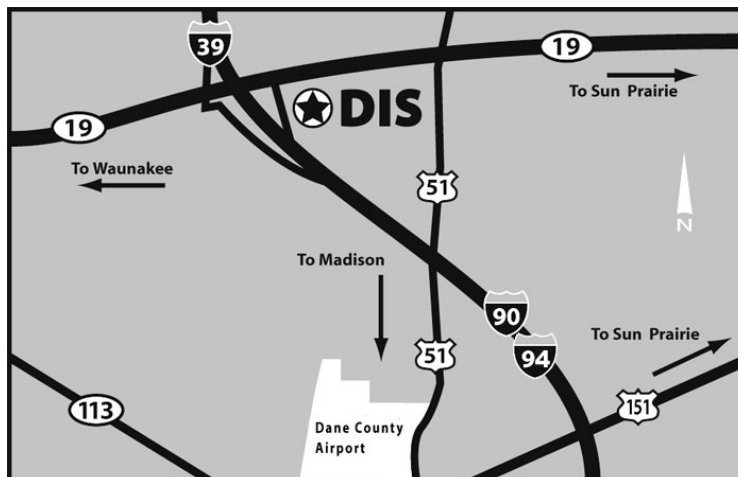 39
19
To Sun Prairie
DIS
19
To Waunakee
51
N
To Madison
90
To Sun Prairie
51
94
113
151
Dane County
Airport